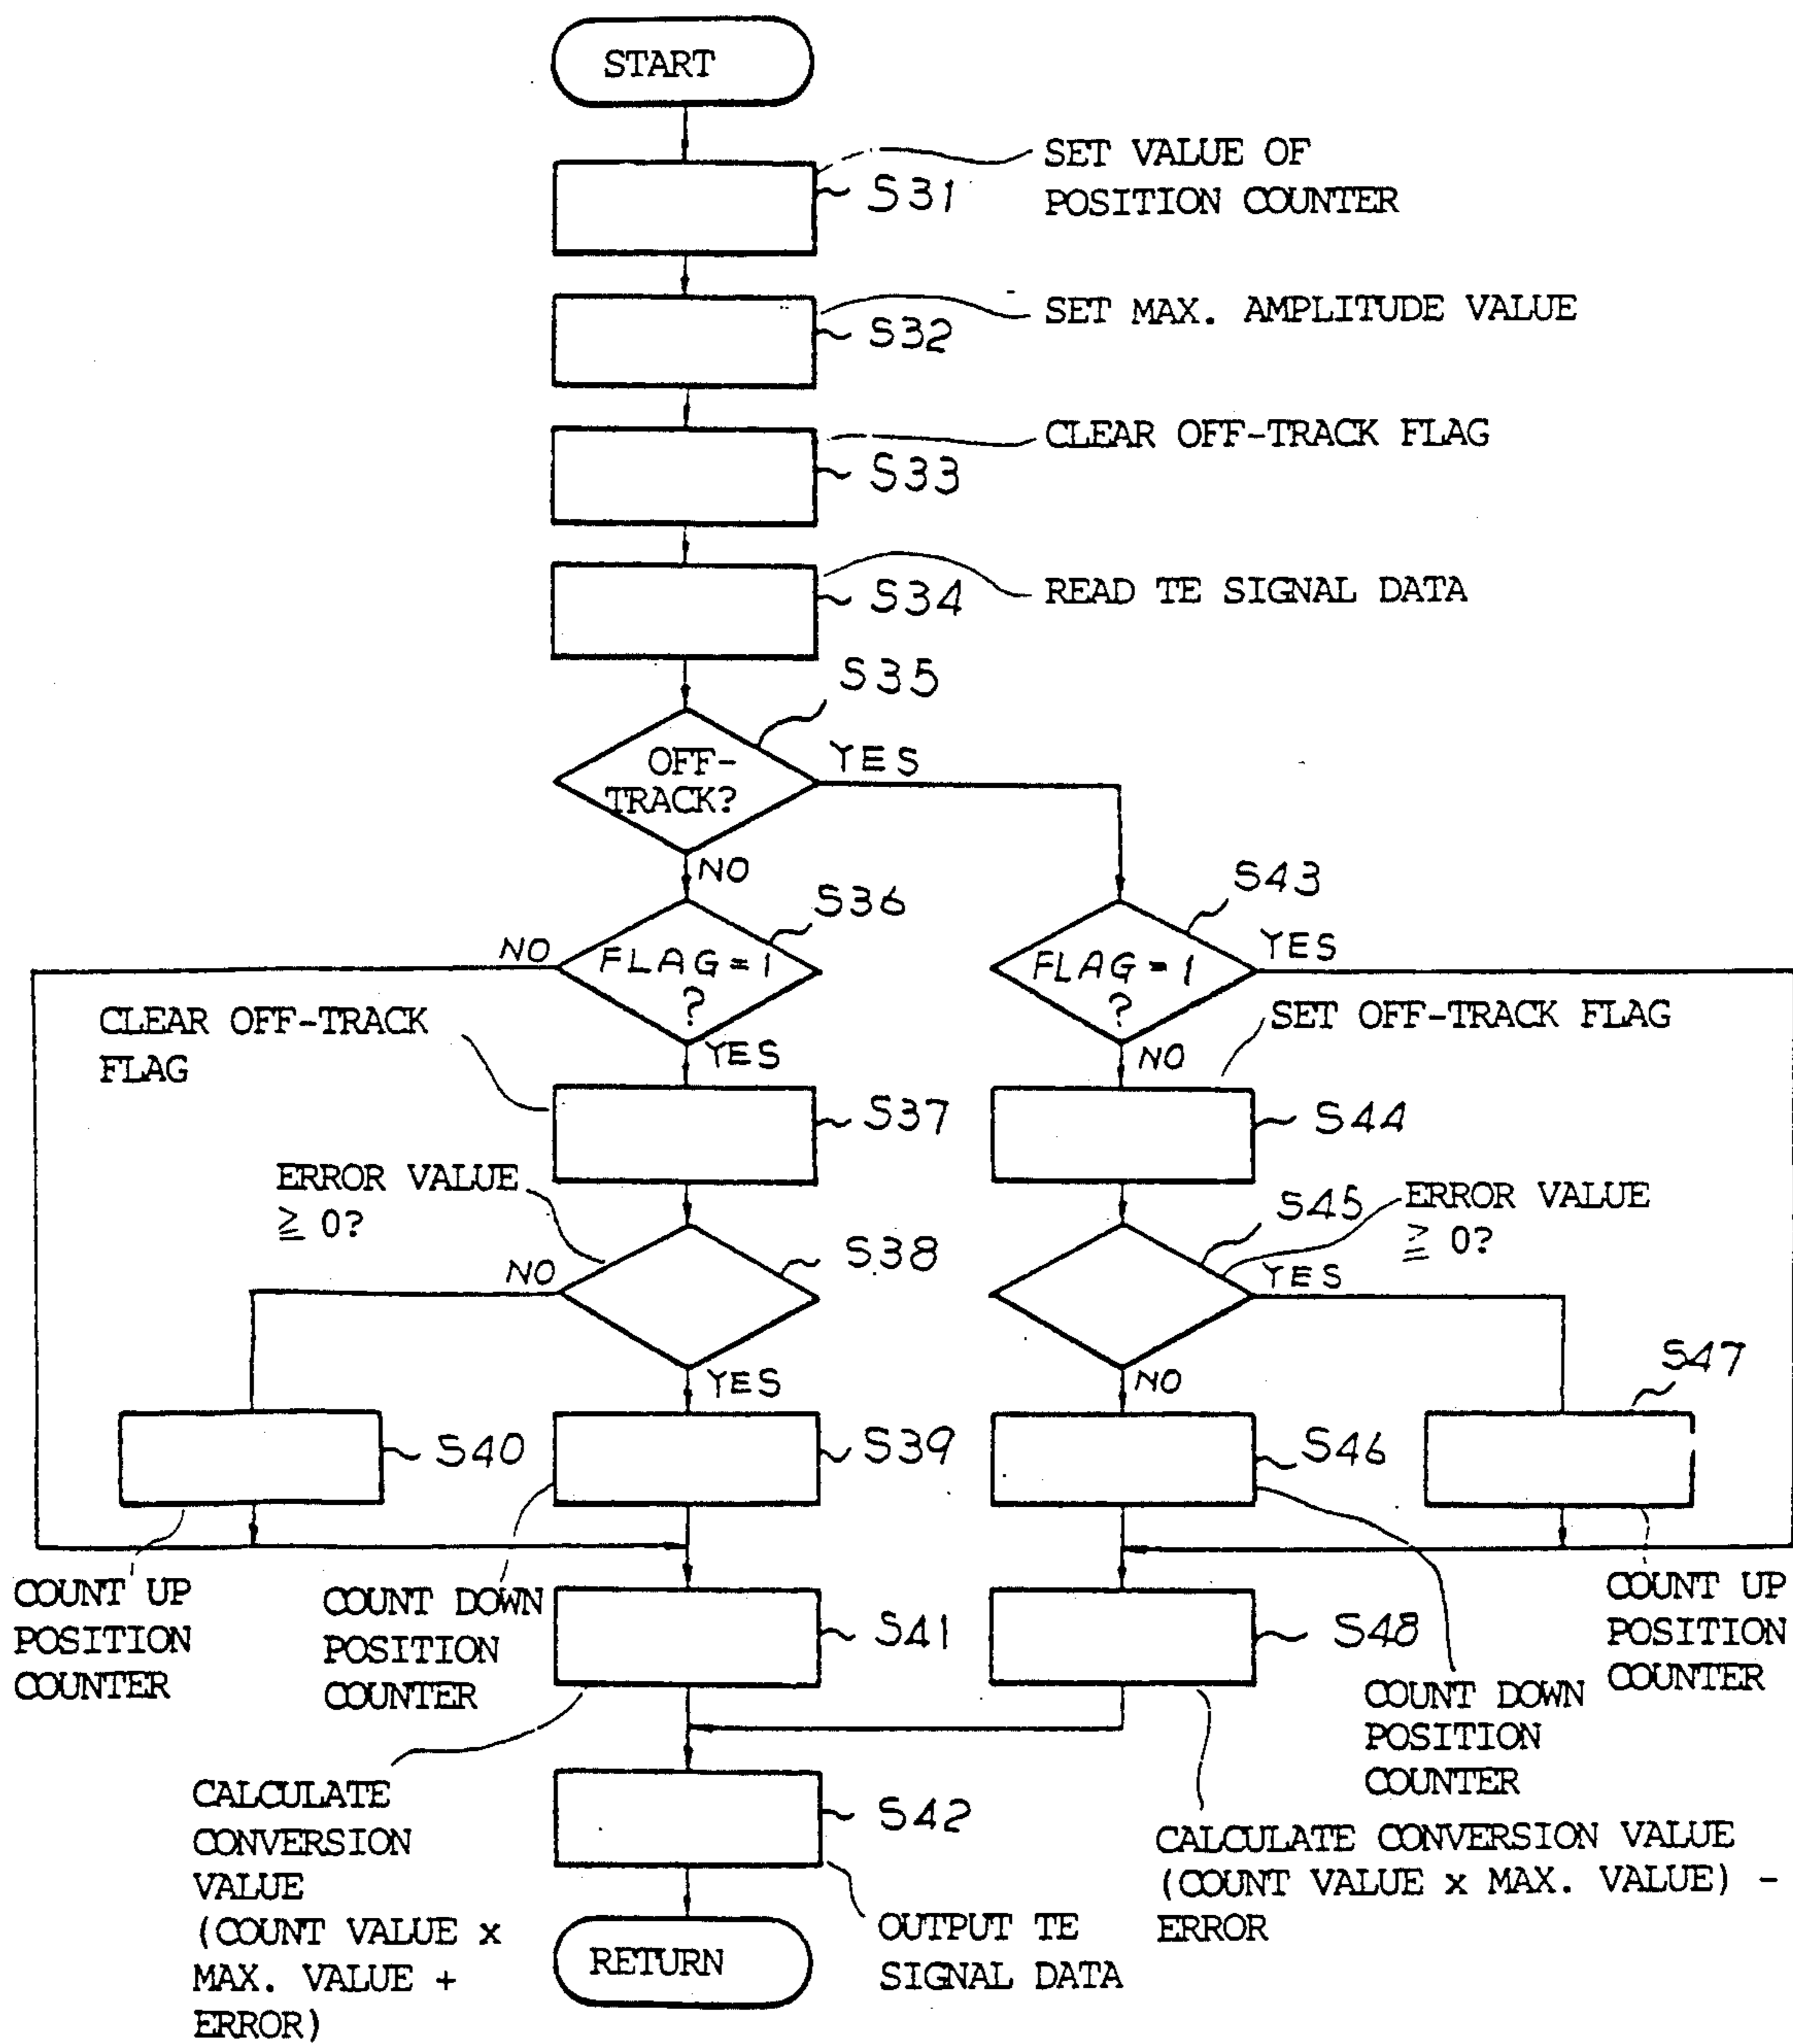 START
SET VALUE OF
POSITION COUNTER
S31
SET MAX. AMPLITUDE VALUE
S32
CLEAR OFF-TRACK FLAG
S33
READ TE SIGNAL DATA
S34
S35
OFF-
TRACK?
YES
NO
S36
S43
NO
FLAG = 1
?
YES
FLAG = 1
?
YES
NO
CLEAR OFF-TRACK
FLAG
SET OFF-TRACK FLAG
S37
S44
ERROR VALUE
≧ 0?
S38
NO
YES
S45
ERROR VALUE
≧ 0?
YES
NO
S47
S40
S39
S46
COUNT UP
POSITION
COUNTER
COUNT DOWN
POSITION
COUNTER
S41
S48
COUNT UP
POSITION
COUNTER
COUNT DOWN
POSITION
COUNTER
CALCULATE
CONVERSION
VALUE
(COUNT VALUE x
MAX. VALUE +
ERROR)
S42
CALCULATE CONVERSION VALUE
(COUNT VALUE x MAX. VALUE) -
ERROR
OUTPUT TE
SIGNAL DATA
RETURN